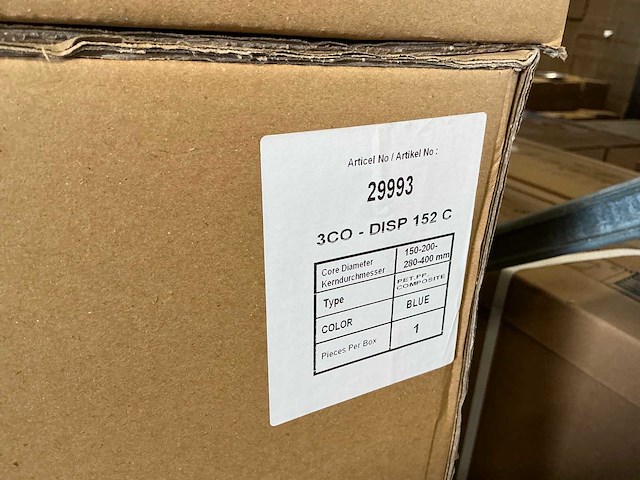 Articel No / Artikel No :
29993
3CO - DISP 152 C
Core Diameter
Kerndurchmesser
150-200-
280-400 mm
Type
PET.PP
COMPOSITE
COLOR
BLUE
Pieces Per Box
1